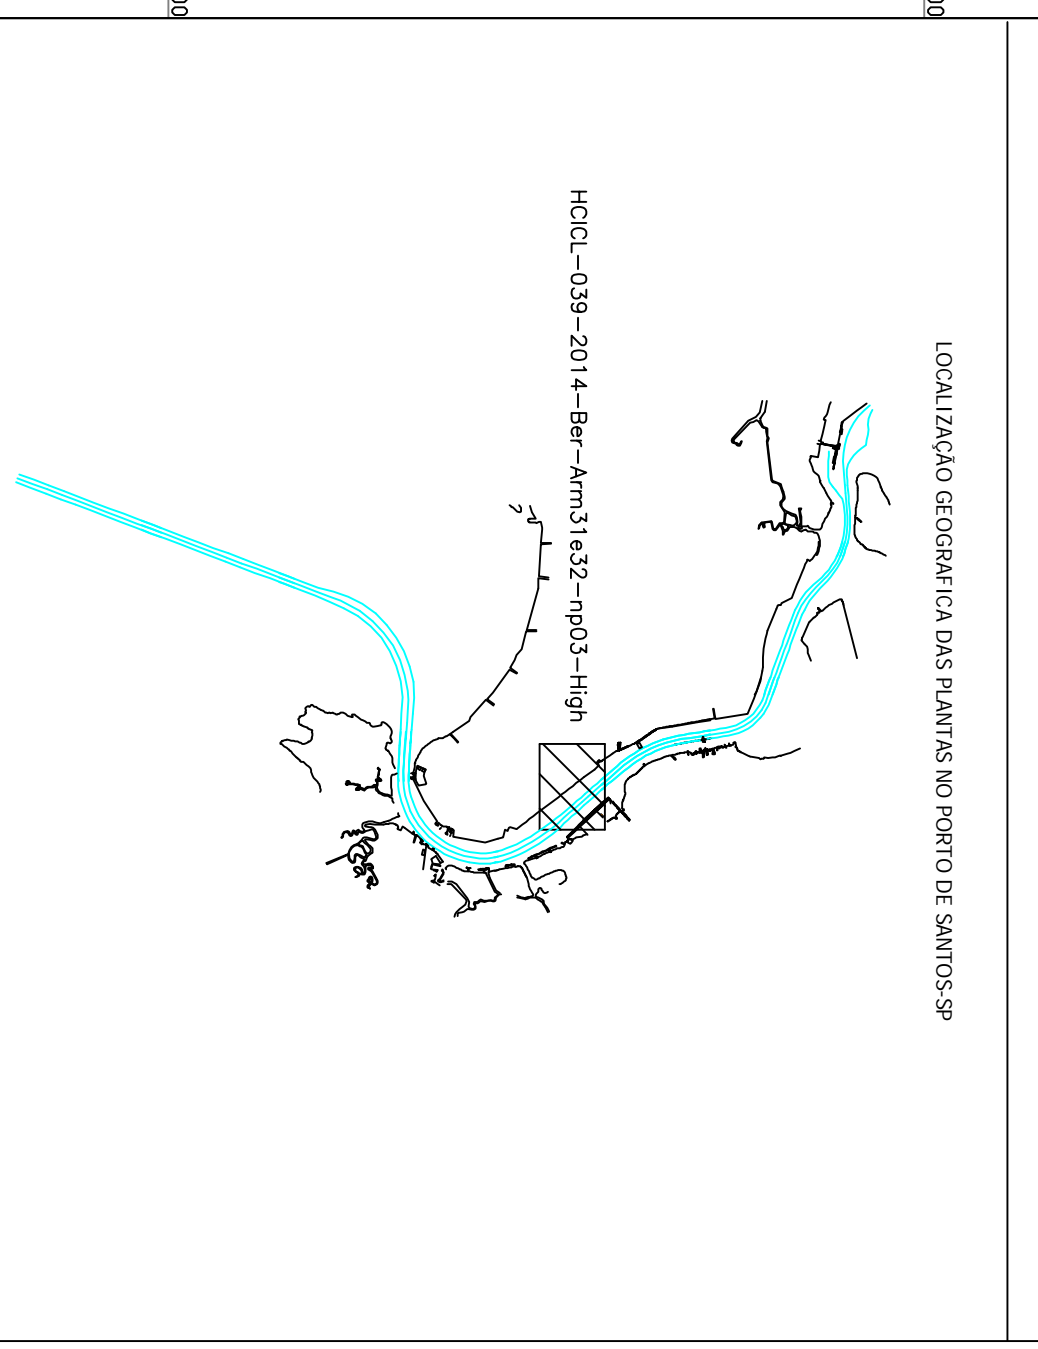 LOCALIZAÇÃO GEOGRAFICA DAS PLANTAS NO PORTO DE SANTOS-SP
HCICL-039-2014-Ber-Arm31e32-np03-High